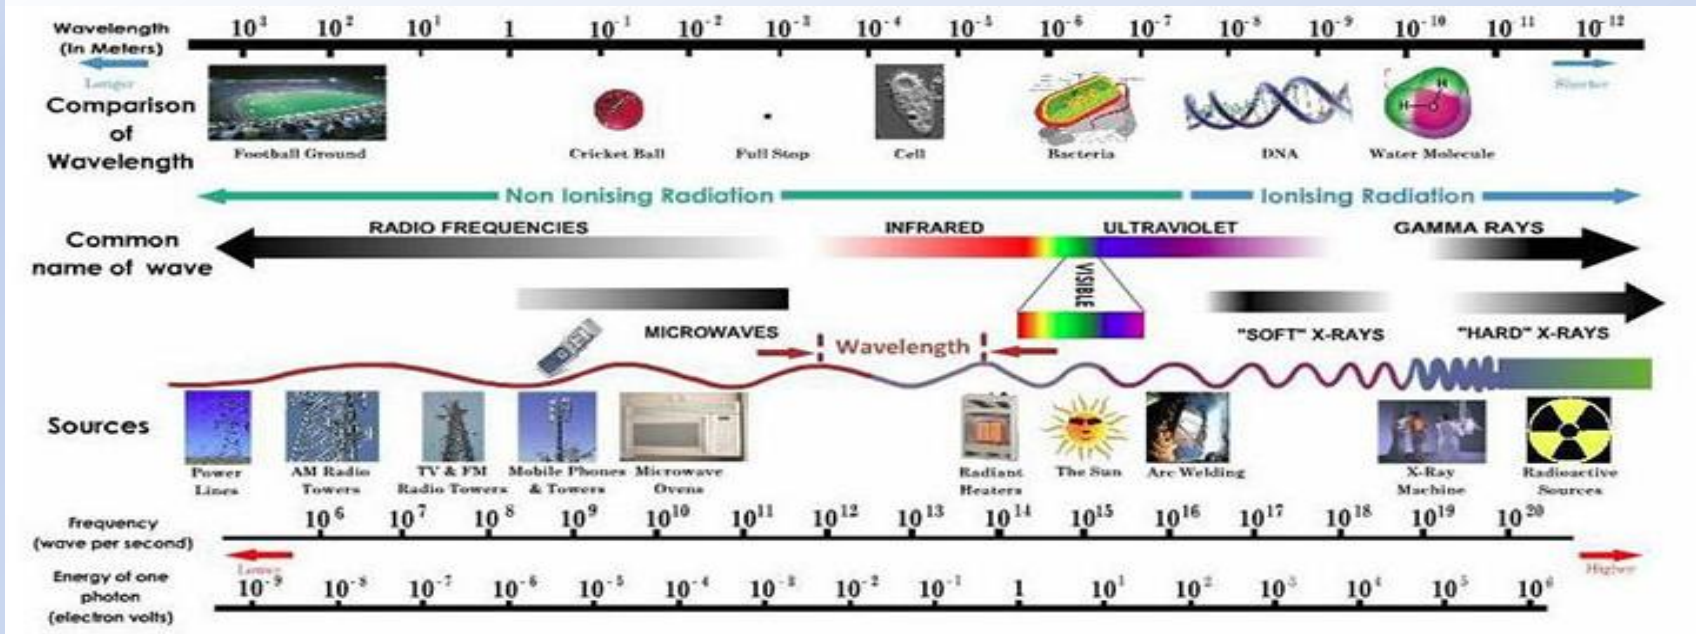 Wavelength
(In Meters)
10³ 10² 10¹ 1 10⁻¹ 10⁻² 10⁻³ 10⁻⁴ 10⁻⁵ 10⁻⁶ 10⁻⁷ 10⁻⁸ 10⁻⁹ 10⁻¹⁰ 10⁻¹¹ 10⁻¹²
Longer
Shorter
Comparison
of
Wavelength
Football Ground
Cricket Ball
Full Stop
Cell
Bacteria
DNA
H
H
O
Water Molecule
Non Ionising Radiation
Ionising Radiation
Common
name of wave
RADIO FREQUENCIES
INFRARED
ULTRAVIOLET
GAMMA RAYS
VISIBLE
MICROWAVES
"SOFT" X-RAYS
"HARD" X-RAYS
Wavelength
Sources
Power
Lines
AM Radio
Towers
TV & FM
Radio Towers
Mobile Phones
& Towers
Microwave
Ovens
Radiant
Heaters
The Sun
Arc Welding
X-Ray
Machine
Radioactive
Sources
Frequency
(wave per second)
10⁶ 10⁷ 10⁸ 10⁹ 10¹⁰ 10¹¹ 10¹² 10¹³ 10¹⁴ 10¹⁵ 10¹⁶ 10¹⁷ 10¹⁸ 10¹⁹ 10²⁰
Lower
Higher
Energy of one
photon
(electron volts)
10⁻⁹ 10⁻⁸ 10⁻⁷ 10⁻⁶ 10⁻⁵ 10⁻⁴ 10⁻³ 10⁻² 10⁻¹ 1 10¹ 10² 10³ 10⁴ 10⁵ 10⁶